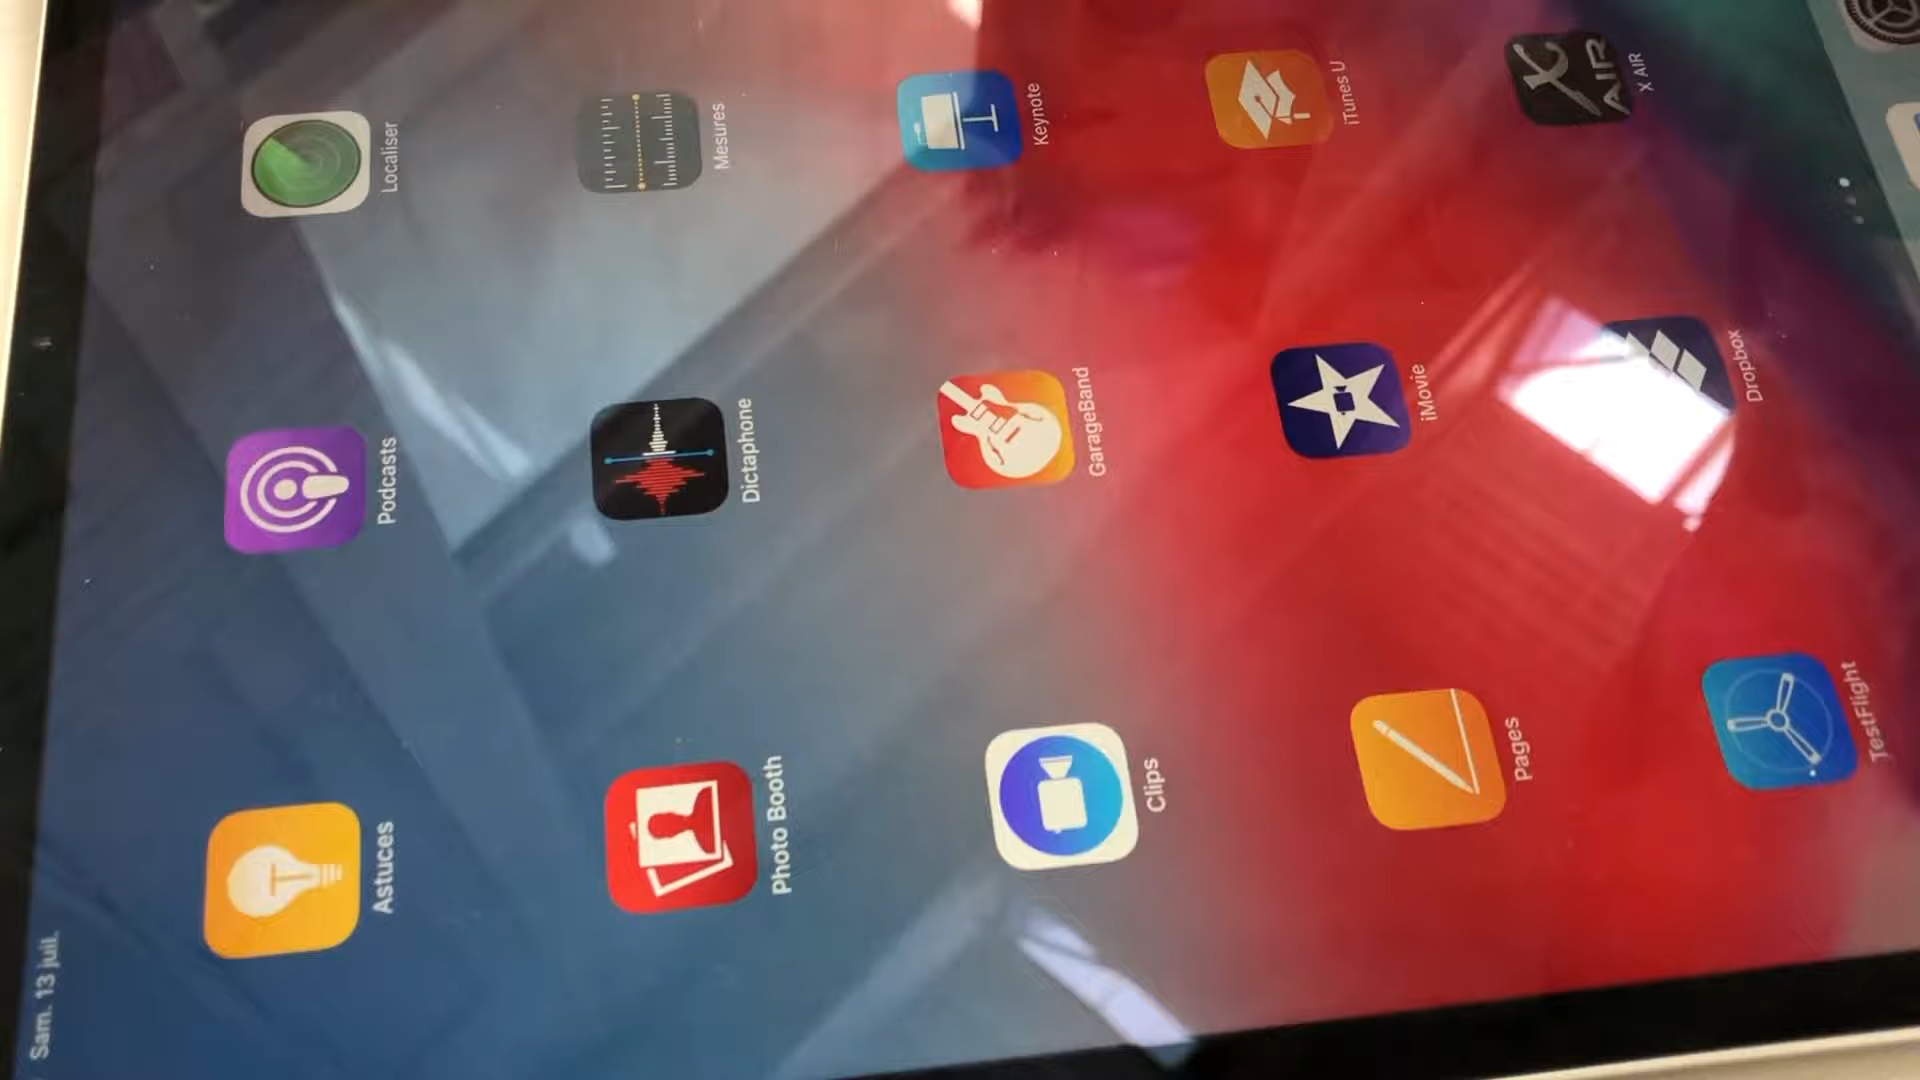 Sam. 13 juil.
Astuces
Podcasts
Localiser
Photo Booth
Dictaphone
Mesures
Clips
GarageBand
Keynote
Pages
iMovie
iTunes U
TestFlight
Dropbox
X AIR
X AIR